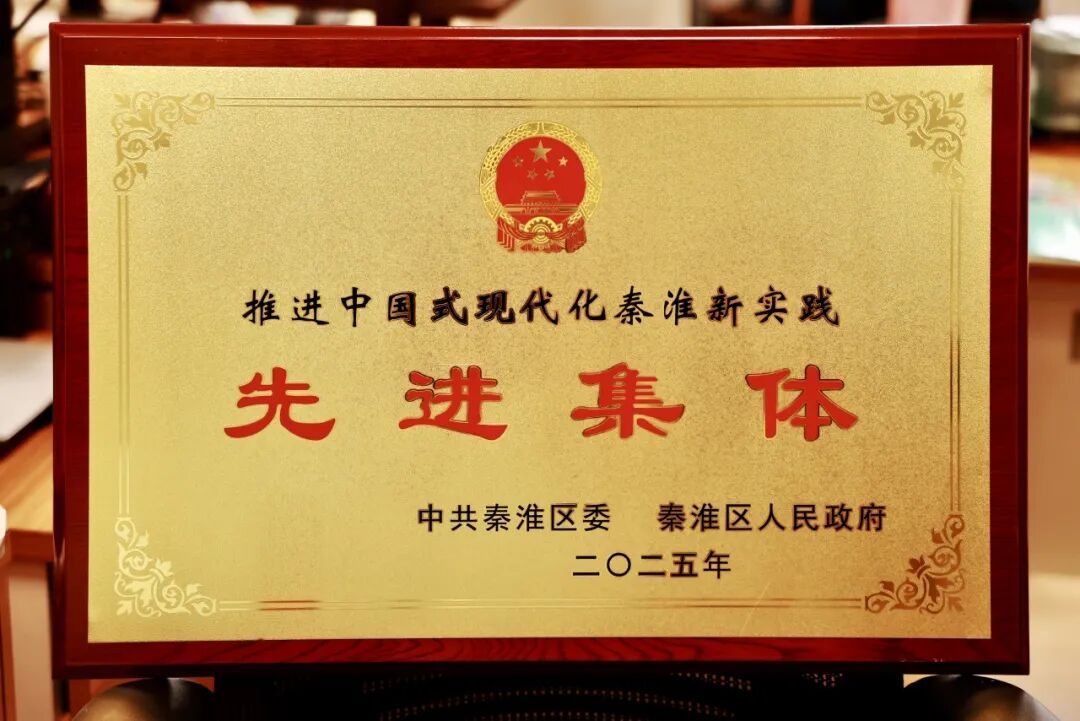 推进中国式现代化秦淮新实践
先进集体
中共秦淮区委 秦淮区人民政府
二〇二五年